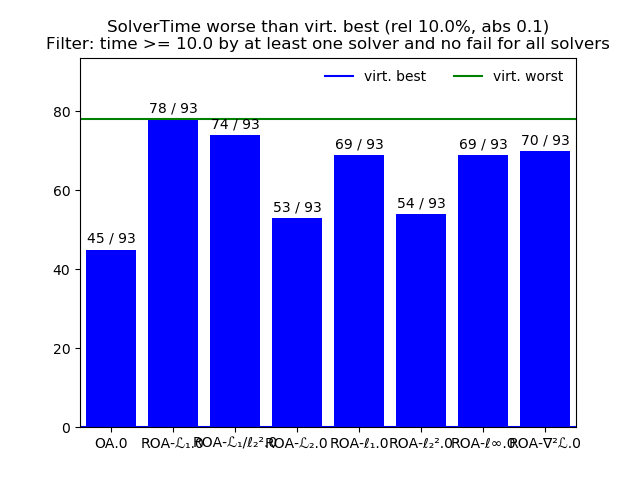 SolverTime worse than virt. best (rel 10.0%, abs 0.1)
Filter: time >= 10.0 by at least one solver and no fail for all solvers
virt. best virt. worst
80
60
40
20
0
45 / 93
78 / 93
74 / 93
53 / 93
69 / 93
54 / 93
69 / 93
70 / 93
OA.0 ROA-ℒ₁.0 ROA-ℒ₁/ℓ₂².0 ROA-ℒ₂.0 ROA-ℓ₁.0 ROA-ℓ₂².0 ROA-ℓ∞.0 ROA-∇²ℒ.0